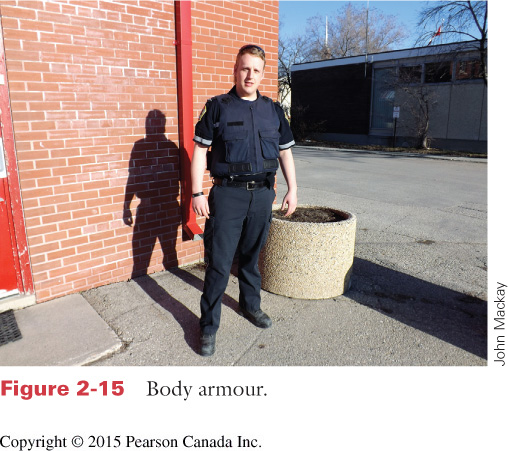 John Mackay
Figure 2-15 Body armour.
Copyright © 2015 Pearson Canada Inc.